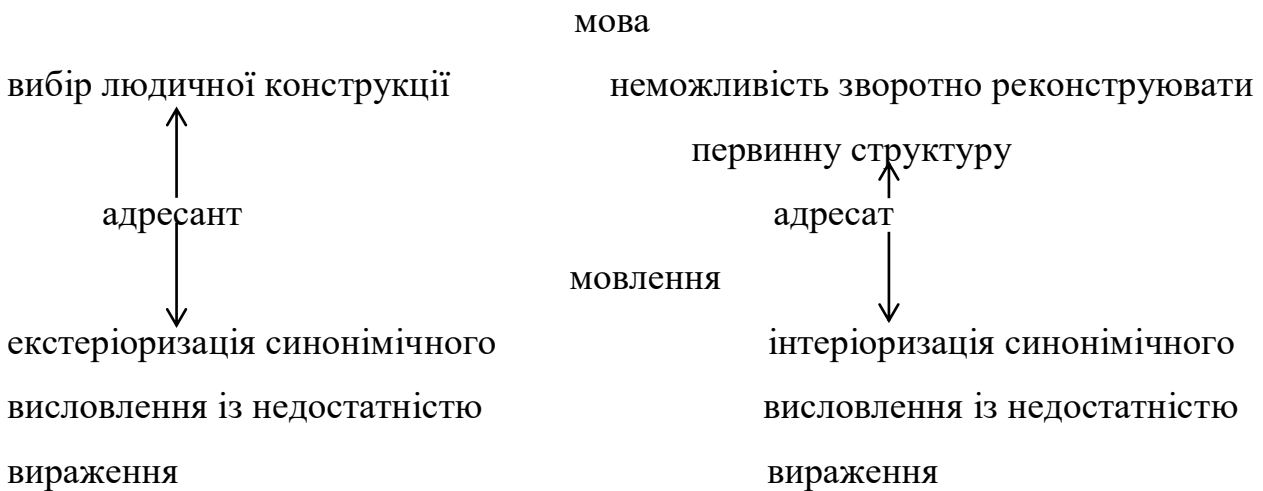 мова
вибір людичної конструкції неможливість зворотно реконструювати
первинну структуру
адресант адресат
мовлення
екстеріоризація синонімічного інтеріоризація синонімічного
висловлення із недостатністю висловлення із недостатністю
вираження вираження